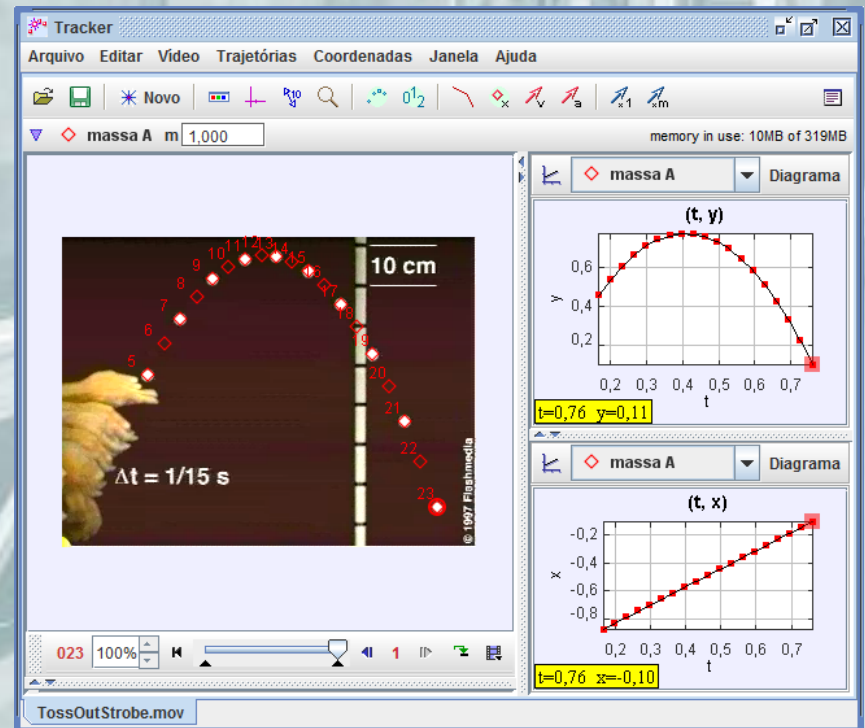 Tracker
Arquivo Editar Vídeo Trajetórias Coordenadas Janela Ajuda
Novo
massa A m 1,000
memory in use: 10MB of 319MB
massa A Diagrama
(t, y)
0,6
0,4
0,2
y
0,2 0,3 0,4 0,5 0,6 0,7
t
t=0,76 y=0,11
massa A Diagrama
(t, x)
-0,2
-0,4
-0,6
-0,8
x
0,2 0,3 0,4 0,5 0,6 0,7
t
t=0,76 x=-0,10
10 cm
5
6
7
8
9
10
11
12
13
14
15
16
17
18
19
20
21
22
23
Δt = 1/15 s
© 1997 Flashmedia
023 100% 1
TossOutStrobe.mov